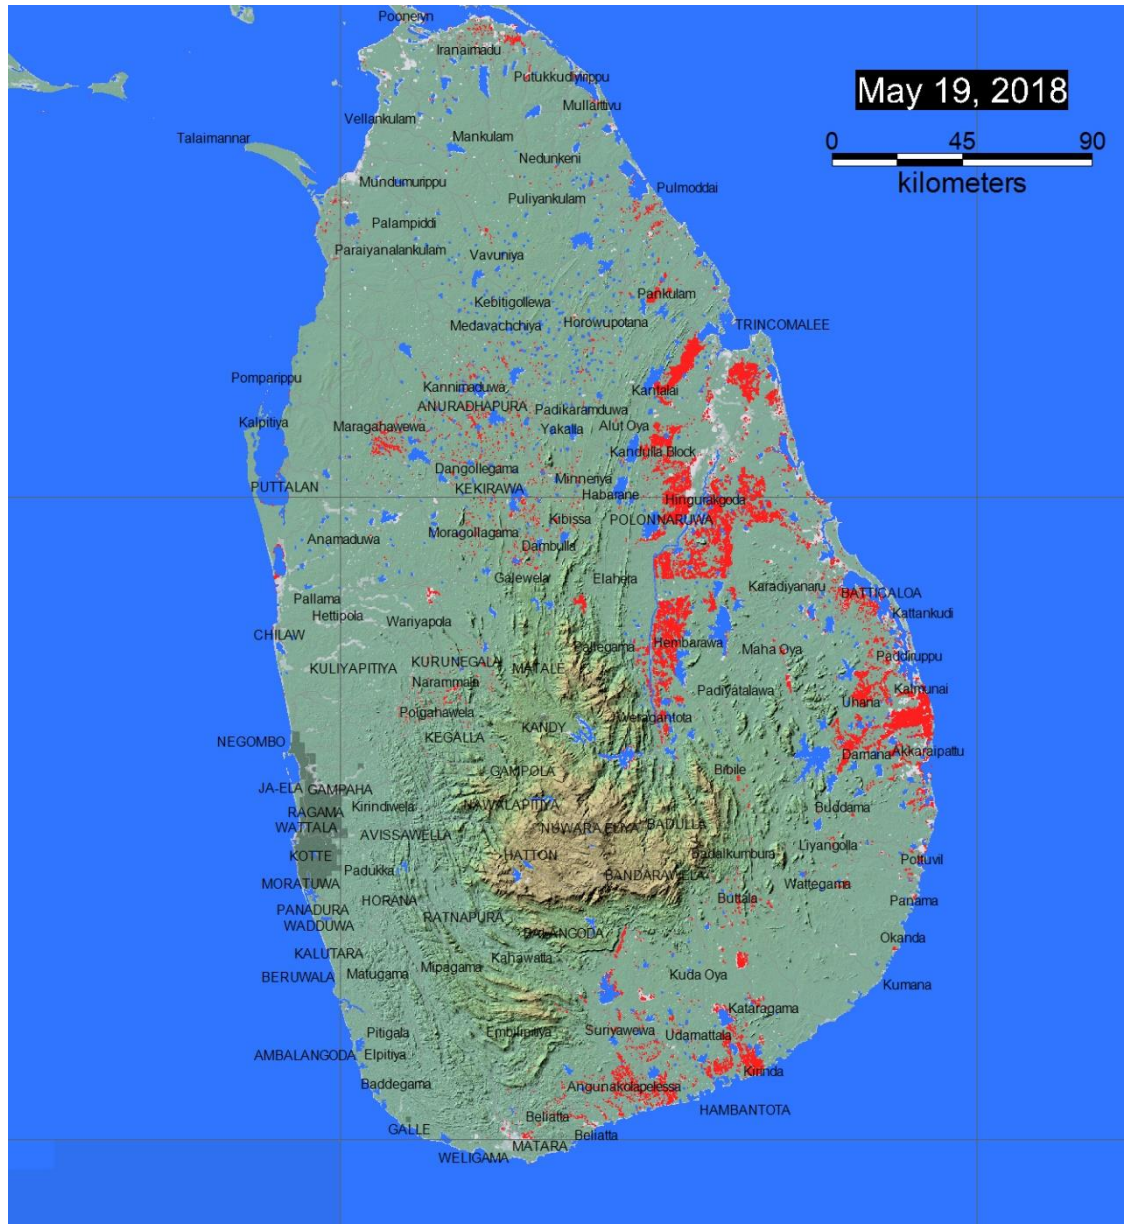 Pooneryn
Iranaimadu
Putukkudiyirippu
May 19, 2018
Mullaittivu
Vellankulam
0 45 90
Talaimannar
Mankulam
kilometers
Nedunkeni
Mundumurippu
Pulmoddai
Puliyankulam
Palampiddi
Paraiyanalankulam
Vavuniya
Pankulam
Kebitigollewa
Medavachchiya
Horowupotana
TRINCOMALEE
Pomparippu
Kannimaduwa
Kantalai
ANURADHAPURA
Padikaramduwa
Kalpitiya
Maragahawewa
Yakalla
Alut Oya
Kandulla Block
Dangollegama
Minneriya
PUTTALAN
KEKIRAWA
Habarane
Hingurakgoda
Kibissa
POLONNARUWA
Anamaduwa
Moragollagama
Dambulla
Galewela
Elahera
Karadiyanaru
BATTICALOA
Pallama
Hettipola
Wariyapola
Kattankudi
CHILAW
Pallegama
Hembarawa
Maha Oya
Paddiruppu
KULIYAPITIYA
KURUNEGALA
MATALE
Narammala
Padiyatalawa
Kalmunai
Uhana
Polgahawela
Weragantota
KANDY
NEGOMBO
KEGALLA
Damana
Akkaraipattu
GAMPOLA
Bibile
JA-ELA
GAMPAHA
Kirindiwela
NAWALAPITIYA
Buddama
RAGAMA
WATTALA
AVISSAWELLA
NUWARA ELIYA
BADULLA
KOTTE
HATTON
Badalkumbura
Liyangolla
Pottuvil
Padukka
BANDARAWELA
MORATUWA
Wattegama
HORANA
Buttala
Panama
PANADURA
RATNAPURA
WADDUWA
BALANGODA
Okanda
KALUTARA
Kahawatta
BERUWALA
Matugama
Mipagama
Kuda Oya
Kumana
Kataragama
Pitigala
Embilipitiya
Suriyawewa
Udamattala
AMBALANGODA
Elpitiya
Kirinda
Baddegama
Angunakolapelessa
HAMBANTOTA
Beliatta
GALLE
Beliatta
MATARA
WELIGAMA